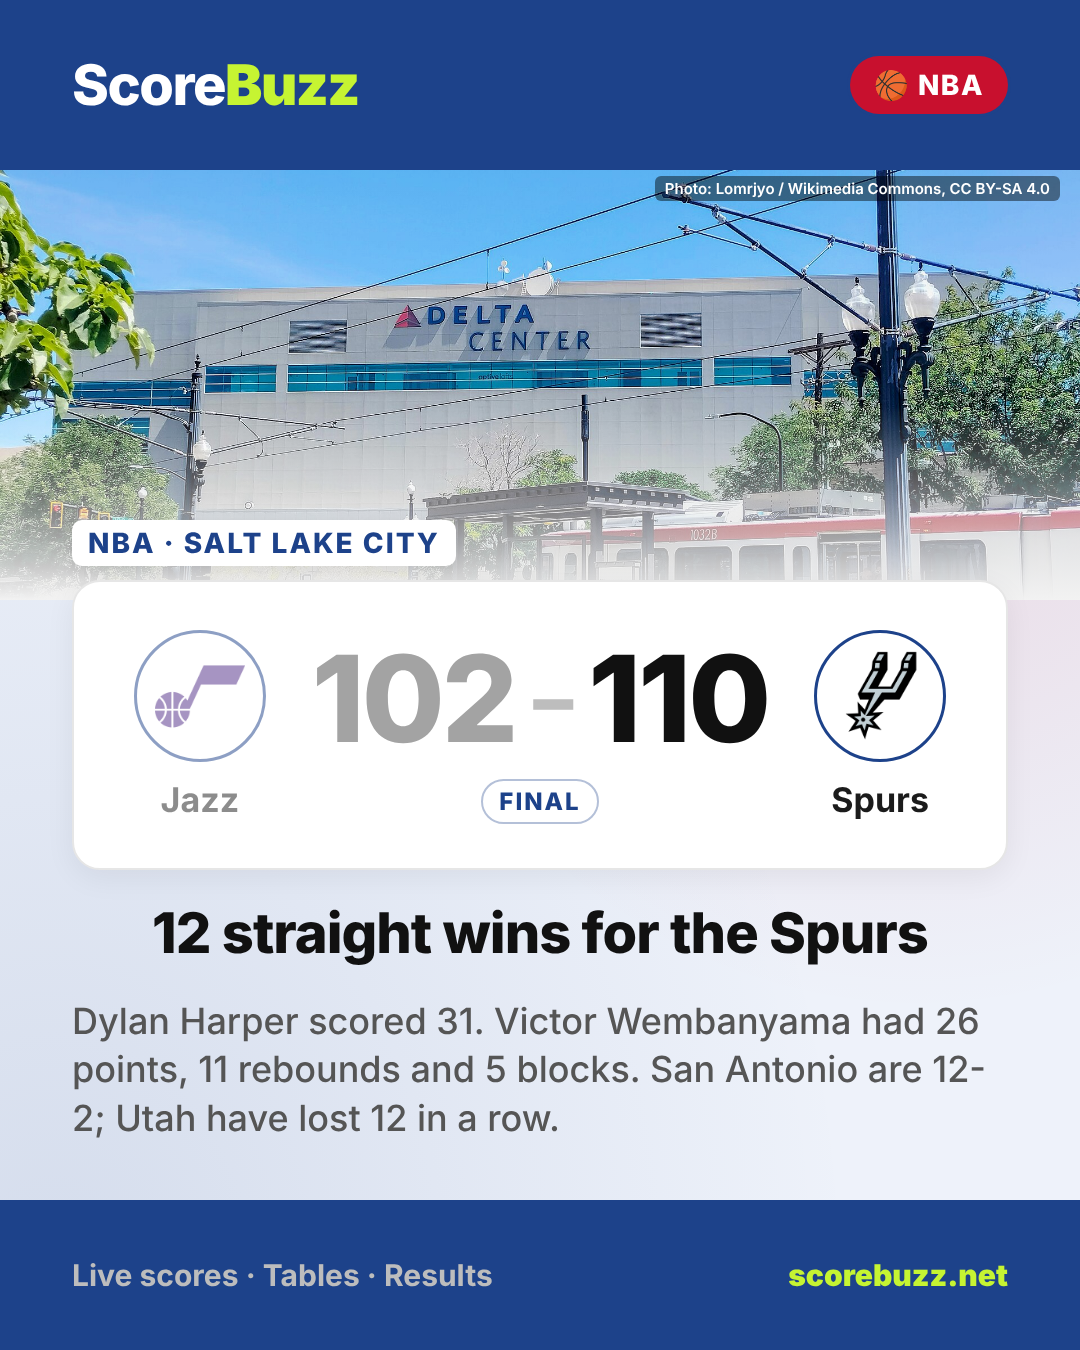 ScoreBuzz
🏀 NBA
Photo: Lomrjyo / Wikimedia Commons, CC BY-SA 4.0
DELTA
CENTER
1032B
NBA · SALT LAKE CITY
102 – 110
Jazz
FINAL
Spurs
12 straight wins for the Spurs
Dylan Harper scored 31. Victor Wembanyama had 26
points, 11 rebounds and 5 blocks. San Antonio are 12-
2; Utah have lost 12 in a row.
Live scores · Tables · Results
scorebuzz.net